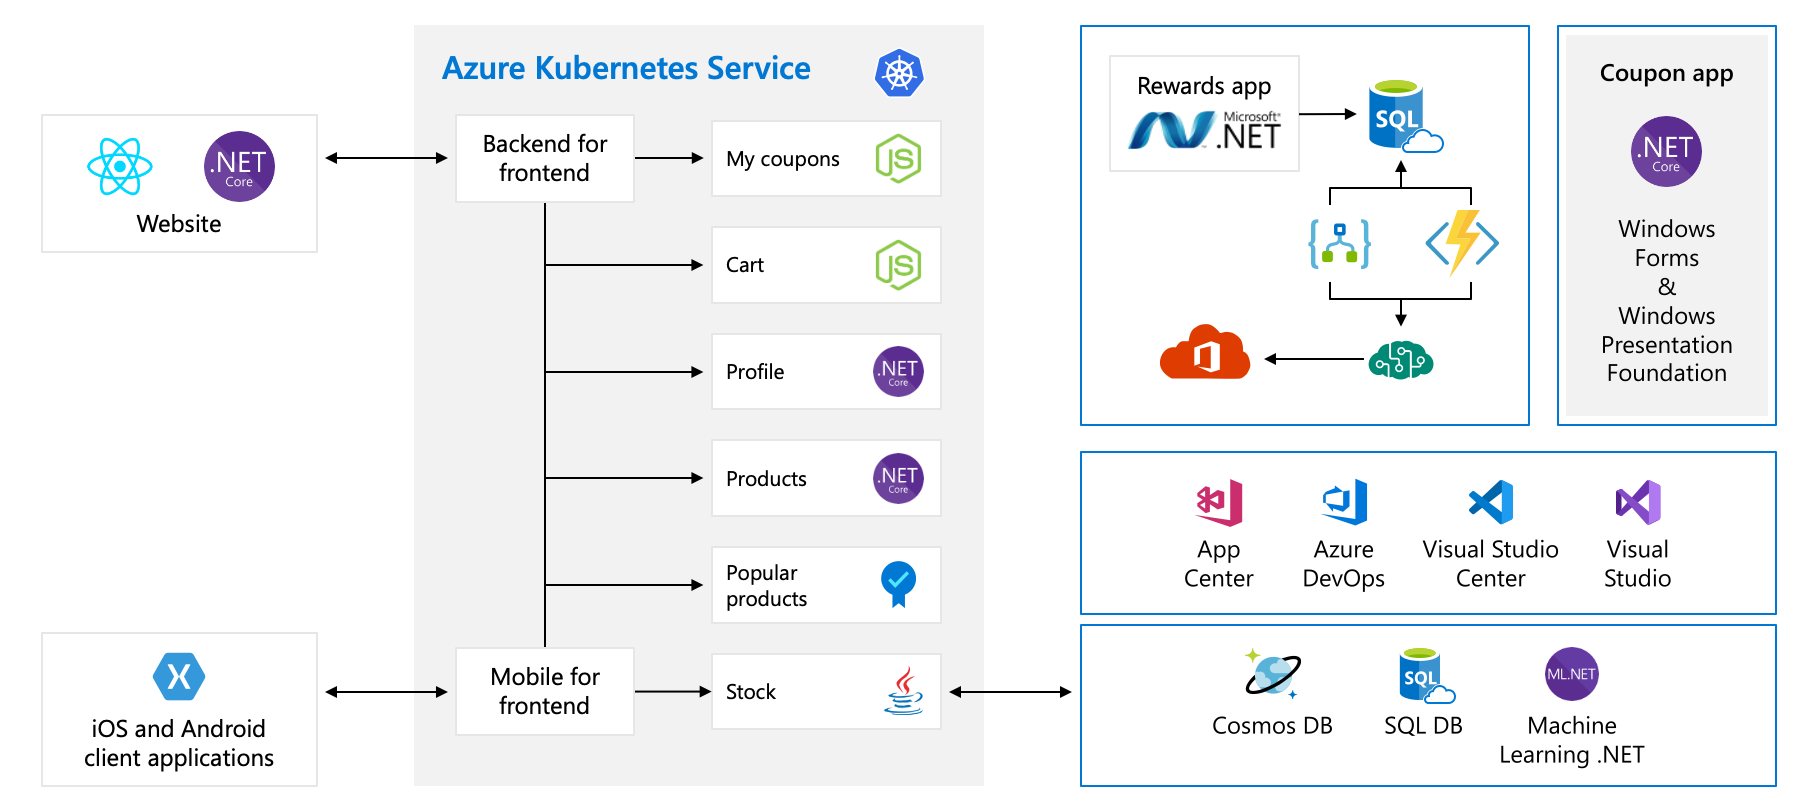 Azure Kubernetes Service
.NET
Core
Website
Backend for
frontend
My coupons
JS
Cart
JS
Profile
.NET
Core
Products
.NET
Core
Popular
products
Mobile for
frontend
Stock
X
iOS and Android
client applications
Rewards app
Microsoft®
.NET
SQL
Coupon app
.NET
Core
Windows
Forms
&
Windows
Presentation
Foundation
App
Center
Azure
DevOps
Visual Studio
Center
Visual
Studio
Cosmos DB
SQL
SQL DB
ML.NET
Machine
Learning .NET